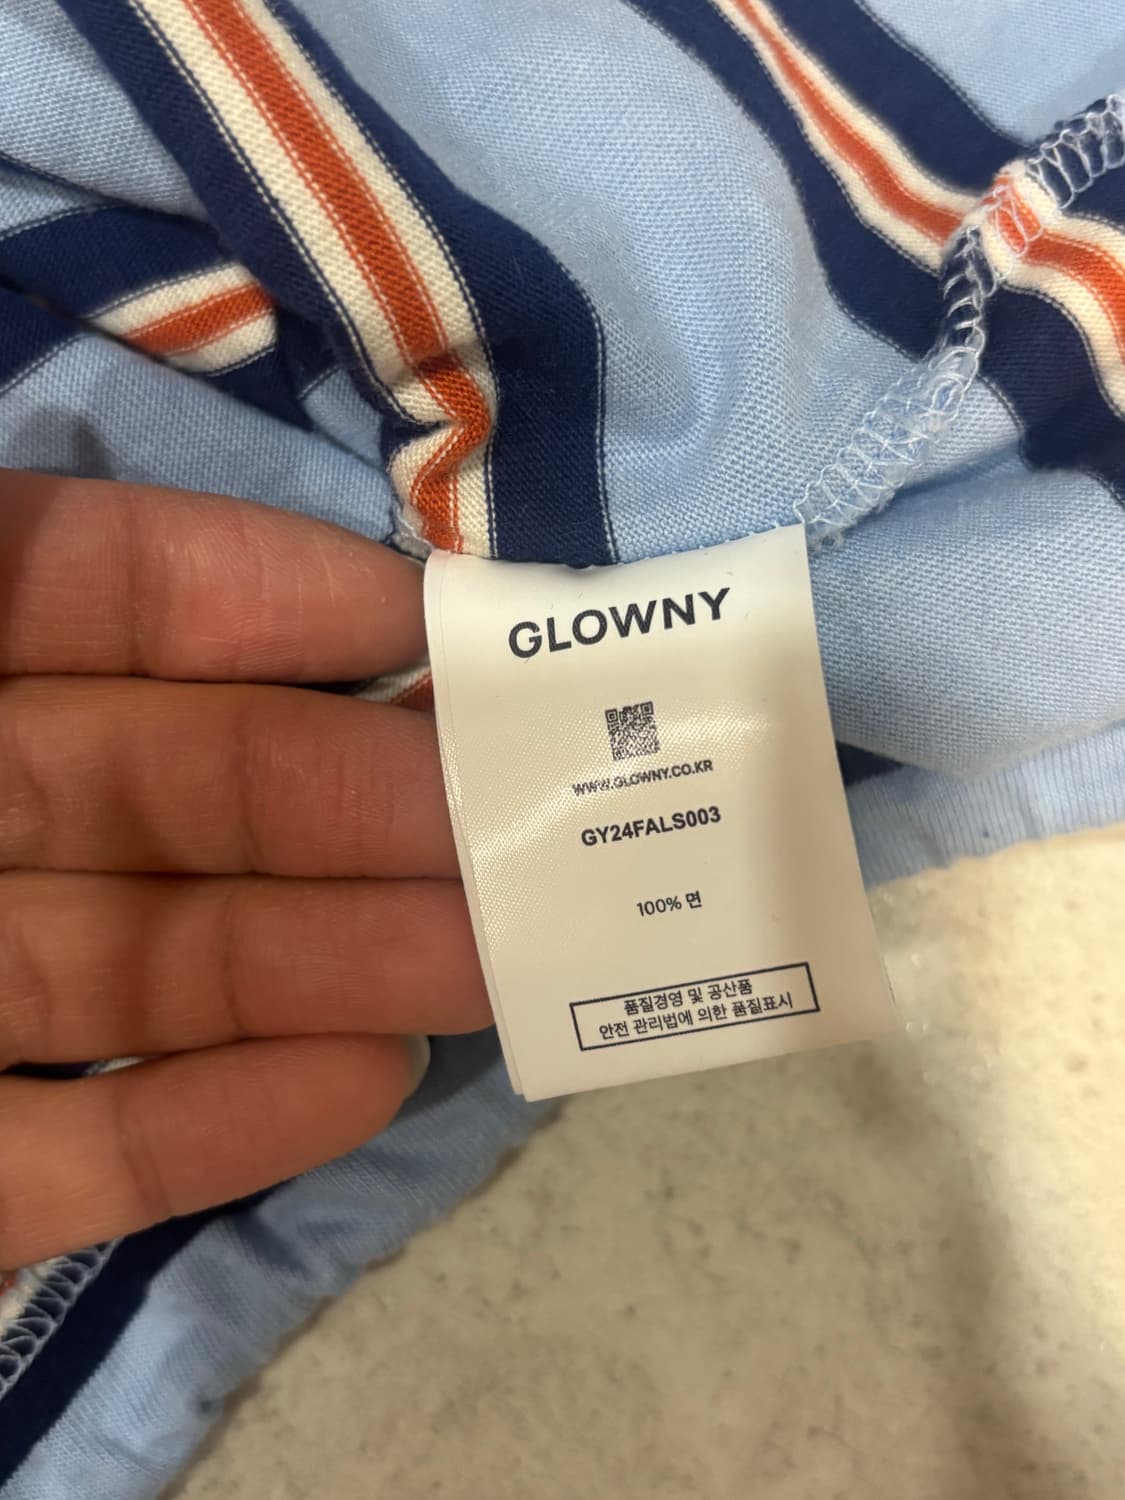 GLOWNY
WWW.GLOWNY.CO.KR
GY24FALS003
100% 면
품질경영 및 공산품
안전 관리법에 의한 품질표시